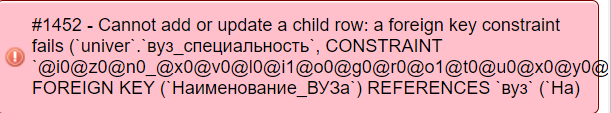 #1452 - Cannot add or update a child row: a foreign key constraint
fails (`univer`.`вуз_специальность`, CONSTRAINT
`@i0@z0@n0_@x0@v0@l0@i1@o0@g0@r0@o1@t0@u0@x0@y0@
FOREIGN KEY (`Наименование_ВУЗа`) REFERENCES `вуз` (`На)